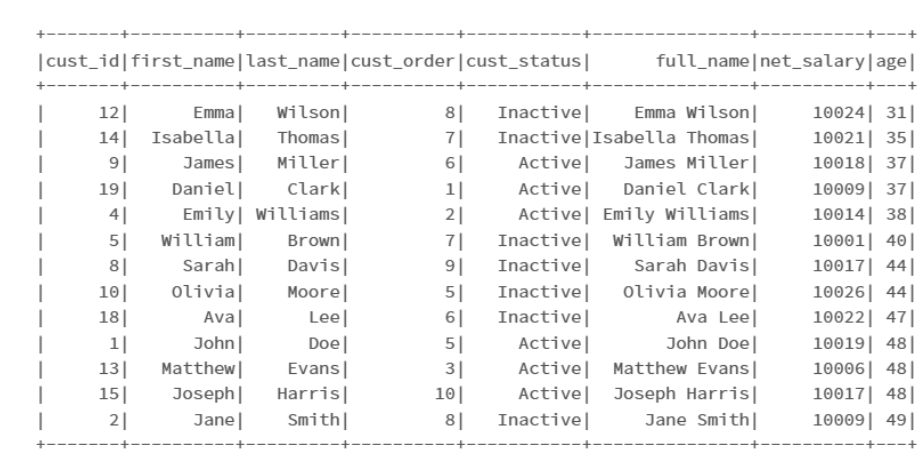 +-------+----------+---------+----------+-----------+---------------+----------+---+
|cust_id|first_name|last_name|cust_order|cust_status|      full_name|net_salary|age|
+-------+----------+---------+----------+-----------+---------------+----------+---+
|     12|      Emma|   Wilson|         8|   Inactive|    Emma Wilson|     10024| 31|
|     14|  Isabella|   Thomas|         7|   Inactive|Isabella Thomas|     10021| 35|
|      9|     James|   Miller|         6|     Active|   James Miller|     10018| 37|
|     19|    Daniel|    Clark|         1|     Active|   Daniel Clark|     10009| 37|
|      4|     Emily| Williams|         2|     Active| Emily Williams|     10014| 38|
|      5|   William|    Brown|         7|   Inactive|  William Brown|     10001| 40|
|      8|     Sarah|    Davis|         9|   Inactive|    Sarah Davis|     10017| 44|
|     10|    Olivia|    Moore|         5|   Inactive|   Olivia Moore|     10026| 44|
|     18|       Ava|      Lee|         6|   Inactive|        Ava Lee|     10022| 47|
|      1|      John|      Doe|         5|     Active|       John Doe|     10019| 48|
|     13|   Matthew|    Evans|         3|     Active|  Matthew Evans|     10006| 48|
|     15|    Joseph|   Harris|        10|     Active|  Joseph Harris|     10017| 48|
|      2|      Jane|    Smith|         8|   Inactive|     Jane Smith|     10009| 49|
+-------+----------+---------+----------+-----------+---------------+----------+---+